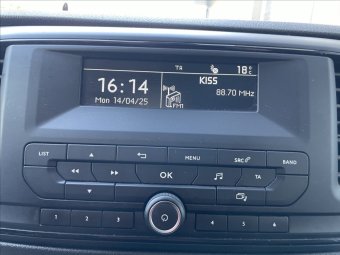 TA 18°C
16:14 KISS
Mon 14/04/25 FM1 88.70 MHz
LIST MENU SRC BAND
OK TA
1 2 3 4 5 6